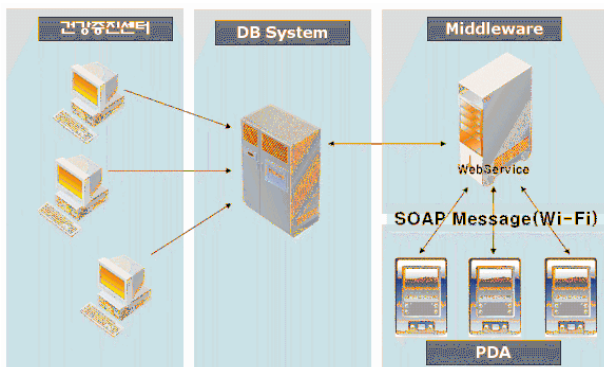 건강증진센터
DB System
Middleware
WebService
SOAP Message(Wi-Fi)
PDA